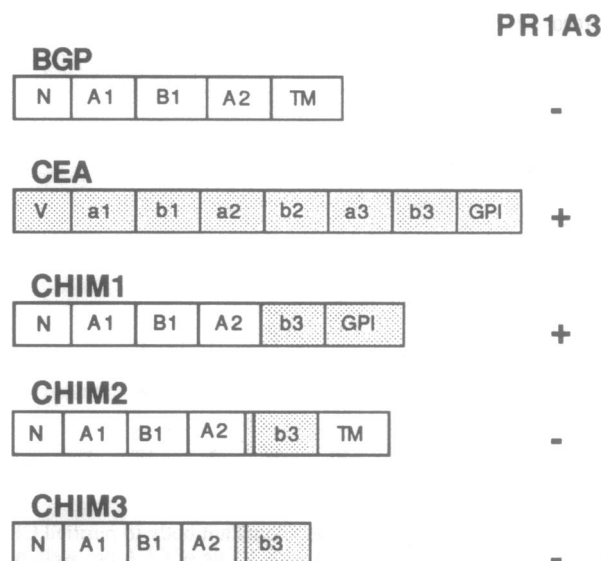 PR1A3
BGP
N A1 B1 A2 TM
-
CEA
V a1 b1 a2 b2 a3 b3 GPI
+
CHIM1
N A1 B1 A2 b3 GPI
+
CHIM2
N A1 B1 A2 b3 TM
-
CHIM3
N A1 B1 A2 b3
-